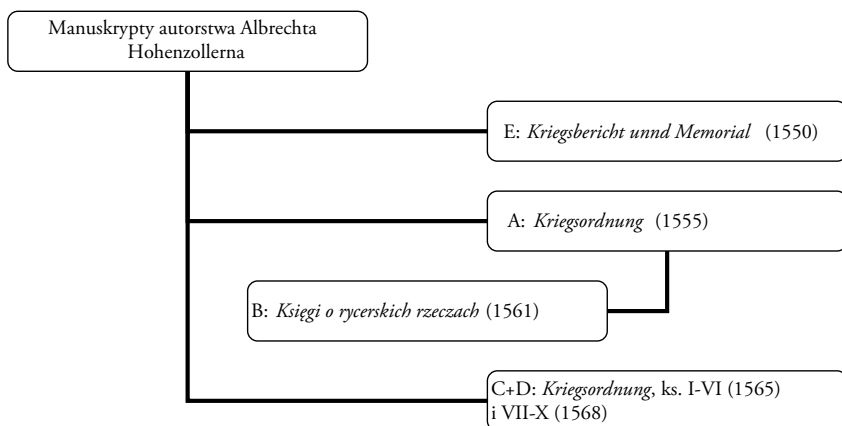 Manuskrypty autorstwa Albrechta
Hohenzollerna
E: Kriegsbericht unnd Memorial (1550)
A: Kriegsordnung (1555)
B: Księgi o rycerskich rzeczach (1561)
C+D: Kriegsordnung, ks. I-VI (1565)
i VII-X (1568)